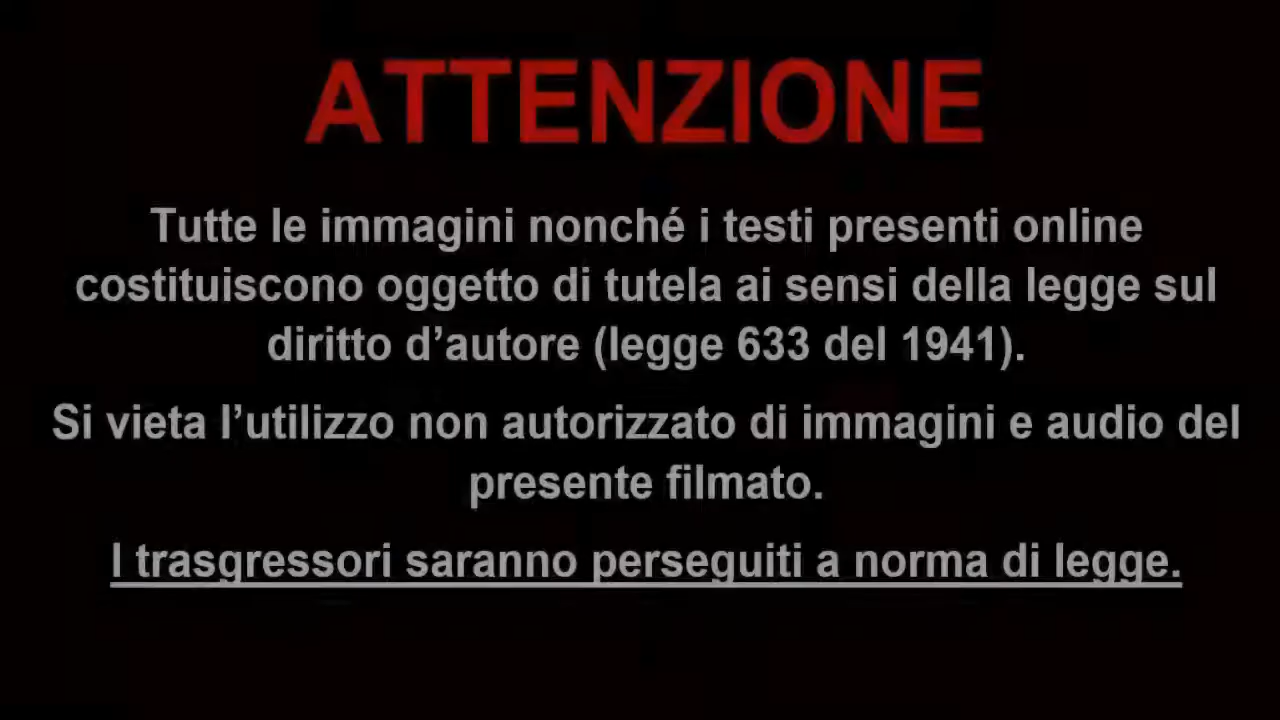 ATTENZIONE
Tutte le immagini nonché i testi presenti online
costituiscono oggetto di tutela ai sensi della legge sul
diritto d’autore (legge 633 del 1941).
Si vieta l’utilizzo non autorizzato di immagini e audio del
presente filmato.
I trasgressori saranno perseguiti a norma di legge.